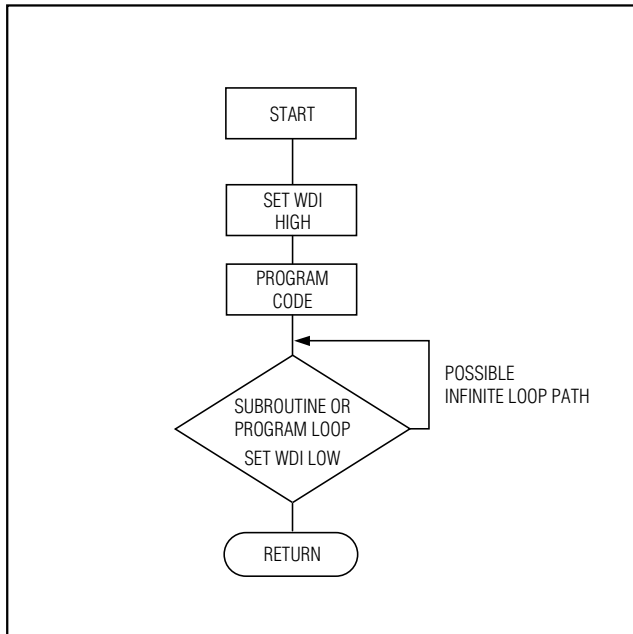 START
SET WDI
HIGH
PROGRAM
CODE
SUBROUTINE OR
PROGRAM LOOP
SET WDI LOW
POSSIBLE
INFINITE LOOP PATH
RETURN